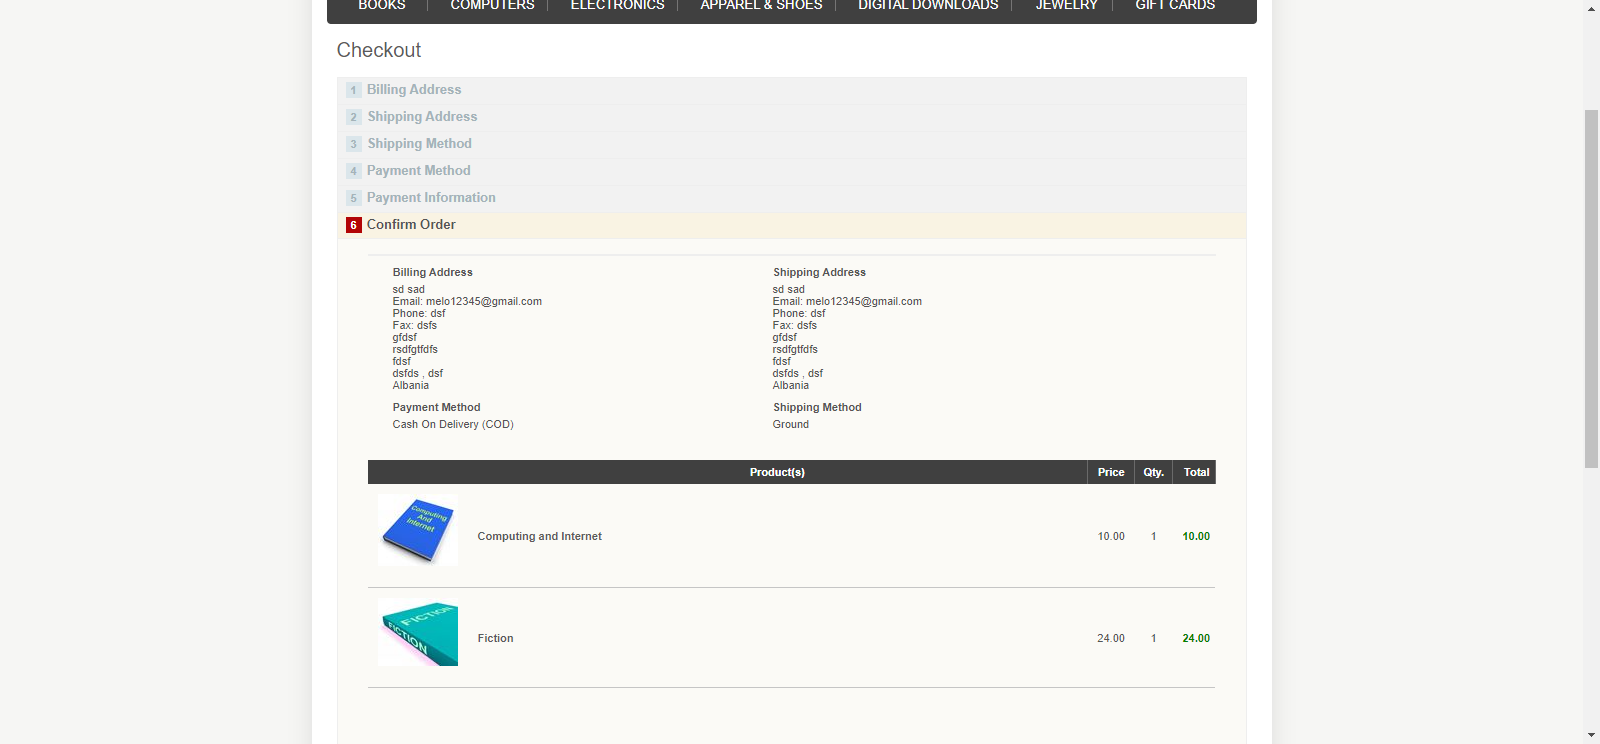 BOOKS COMPUTERS ELECTRONICS APPAREL & SHOES DIGITAL DOWNLOADS JEWELRY GIFT CARDS
Checkout
1 Billing Address
2 Shipping Address
3 Shipping Method
4 Payment Method
5 Payment Information
6 Confirm Order
Billing Address
sd sad
Email: melo12345@gmail.com
Phone: dsf
Fax: dsfs
gfdsf
rsdfgtfdfs
fdsf
dsfds , dsf
Albania
Payment Method
Cash On Delivery (COD)
Shipping Address
sd sad
Email: melo12345@gmail.com
Phone: dsf
Fax: dsfs
gfdsf
rsdfgtfdfs
fdsf
dsfds , dsf
Albania
Shipping Method
Ground
Product(s) Price Qty. Total
Computing
And
Internet
Computing and Internet 10.00 1 10.00
FICTION
FICTION
Fiction 24.00 1 24.00